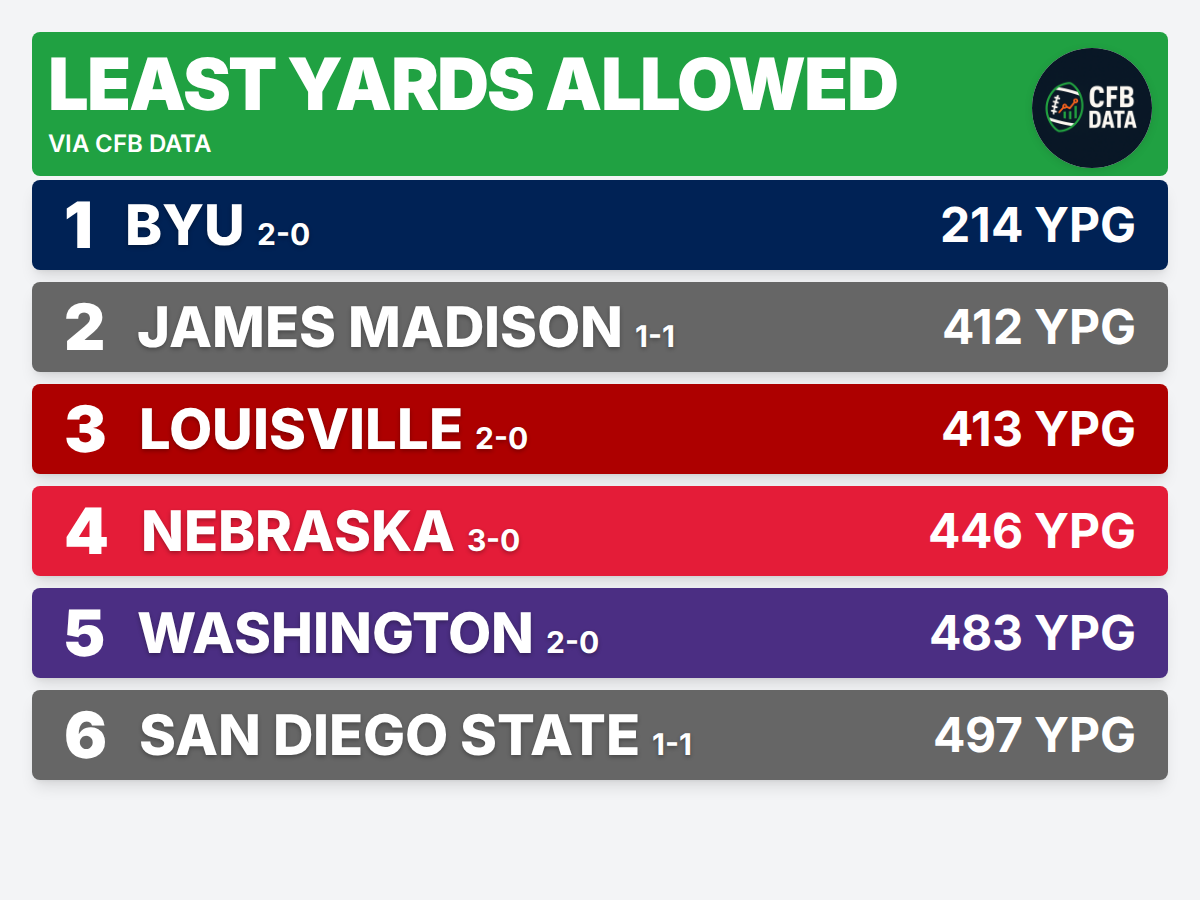 LEAST YARDS ALLOWED
VIA CFB DATA
CFB
DATA
1 BYU 2-0 214 YPG
2 JAMES MADISON 1-1 412 YPG
3 LOUISVILLE 2-0 413 YPG
4 NEBRASKA 3-0 446 YPG
5 WASHINGTON 2-0 483 YPG
6 SAN DIEGO STATE 1-1 497 YPG